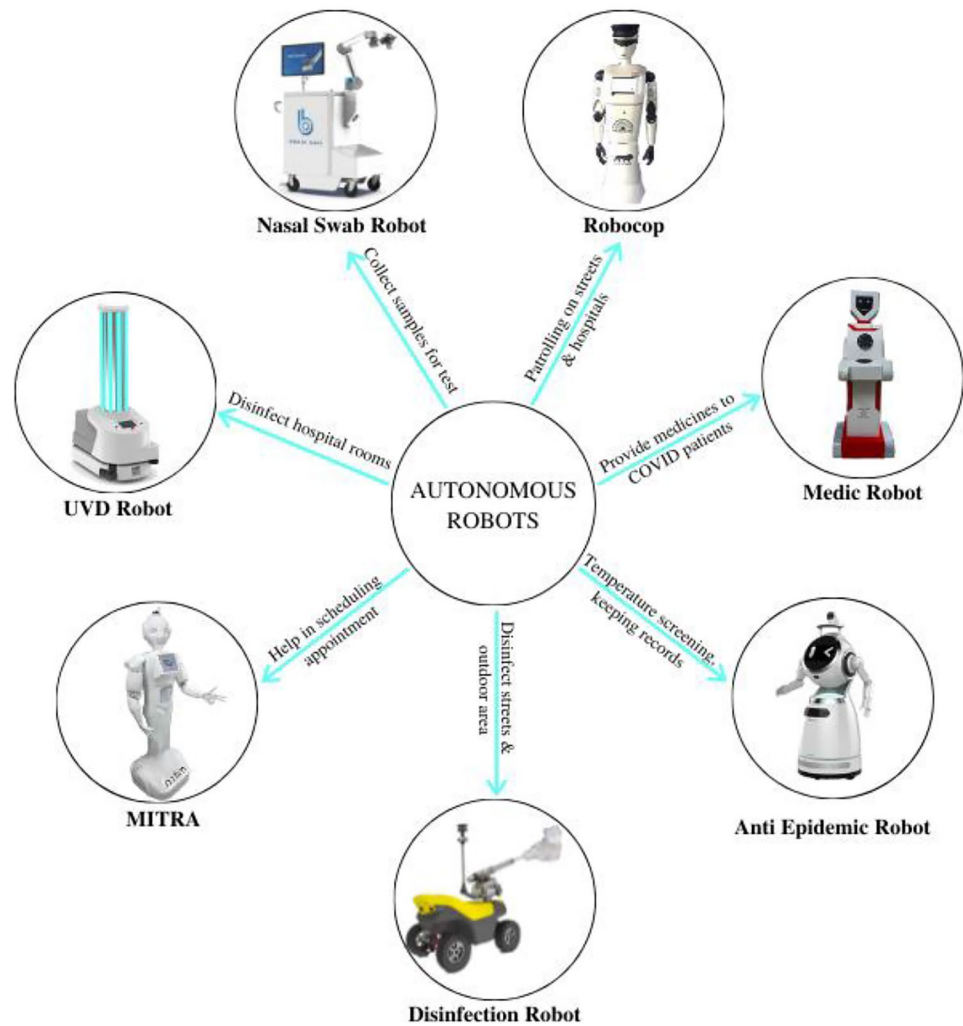 Nasal Swab Robot
Robocop
Collect samples for test
Patrolling on streets
& hospitals
UVD Robot
Disinfect hospital rooms
Provide medicines to
COVID patients
Medic Robot
AUTONOMOUS
ROBOTS
MITRA
Help in scheduling
appointment
Disinfect streets &
outdoor area
Temperature screening,
keeping records
Anti Epidemic Robot
Disinfection Robot